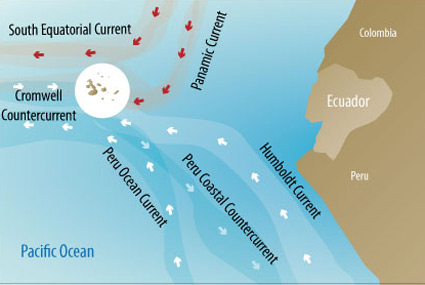 South Equatorial Current
Panamic Current
Colombia
Cromwell
Countercurrent
Ecuador
Peru Ocean Current
Peru Coastal Countercurrent
Humboldt Current
Peru
Pacific Ocean